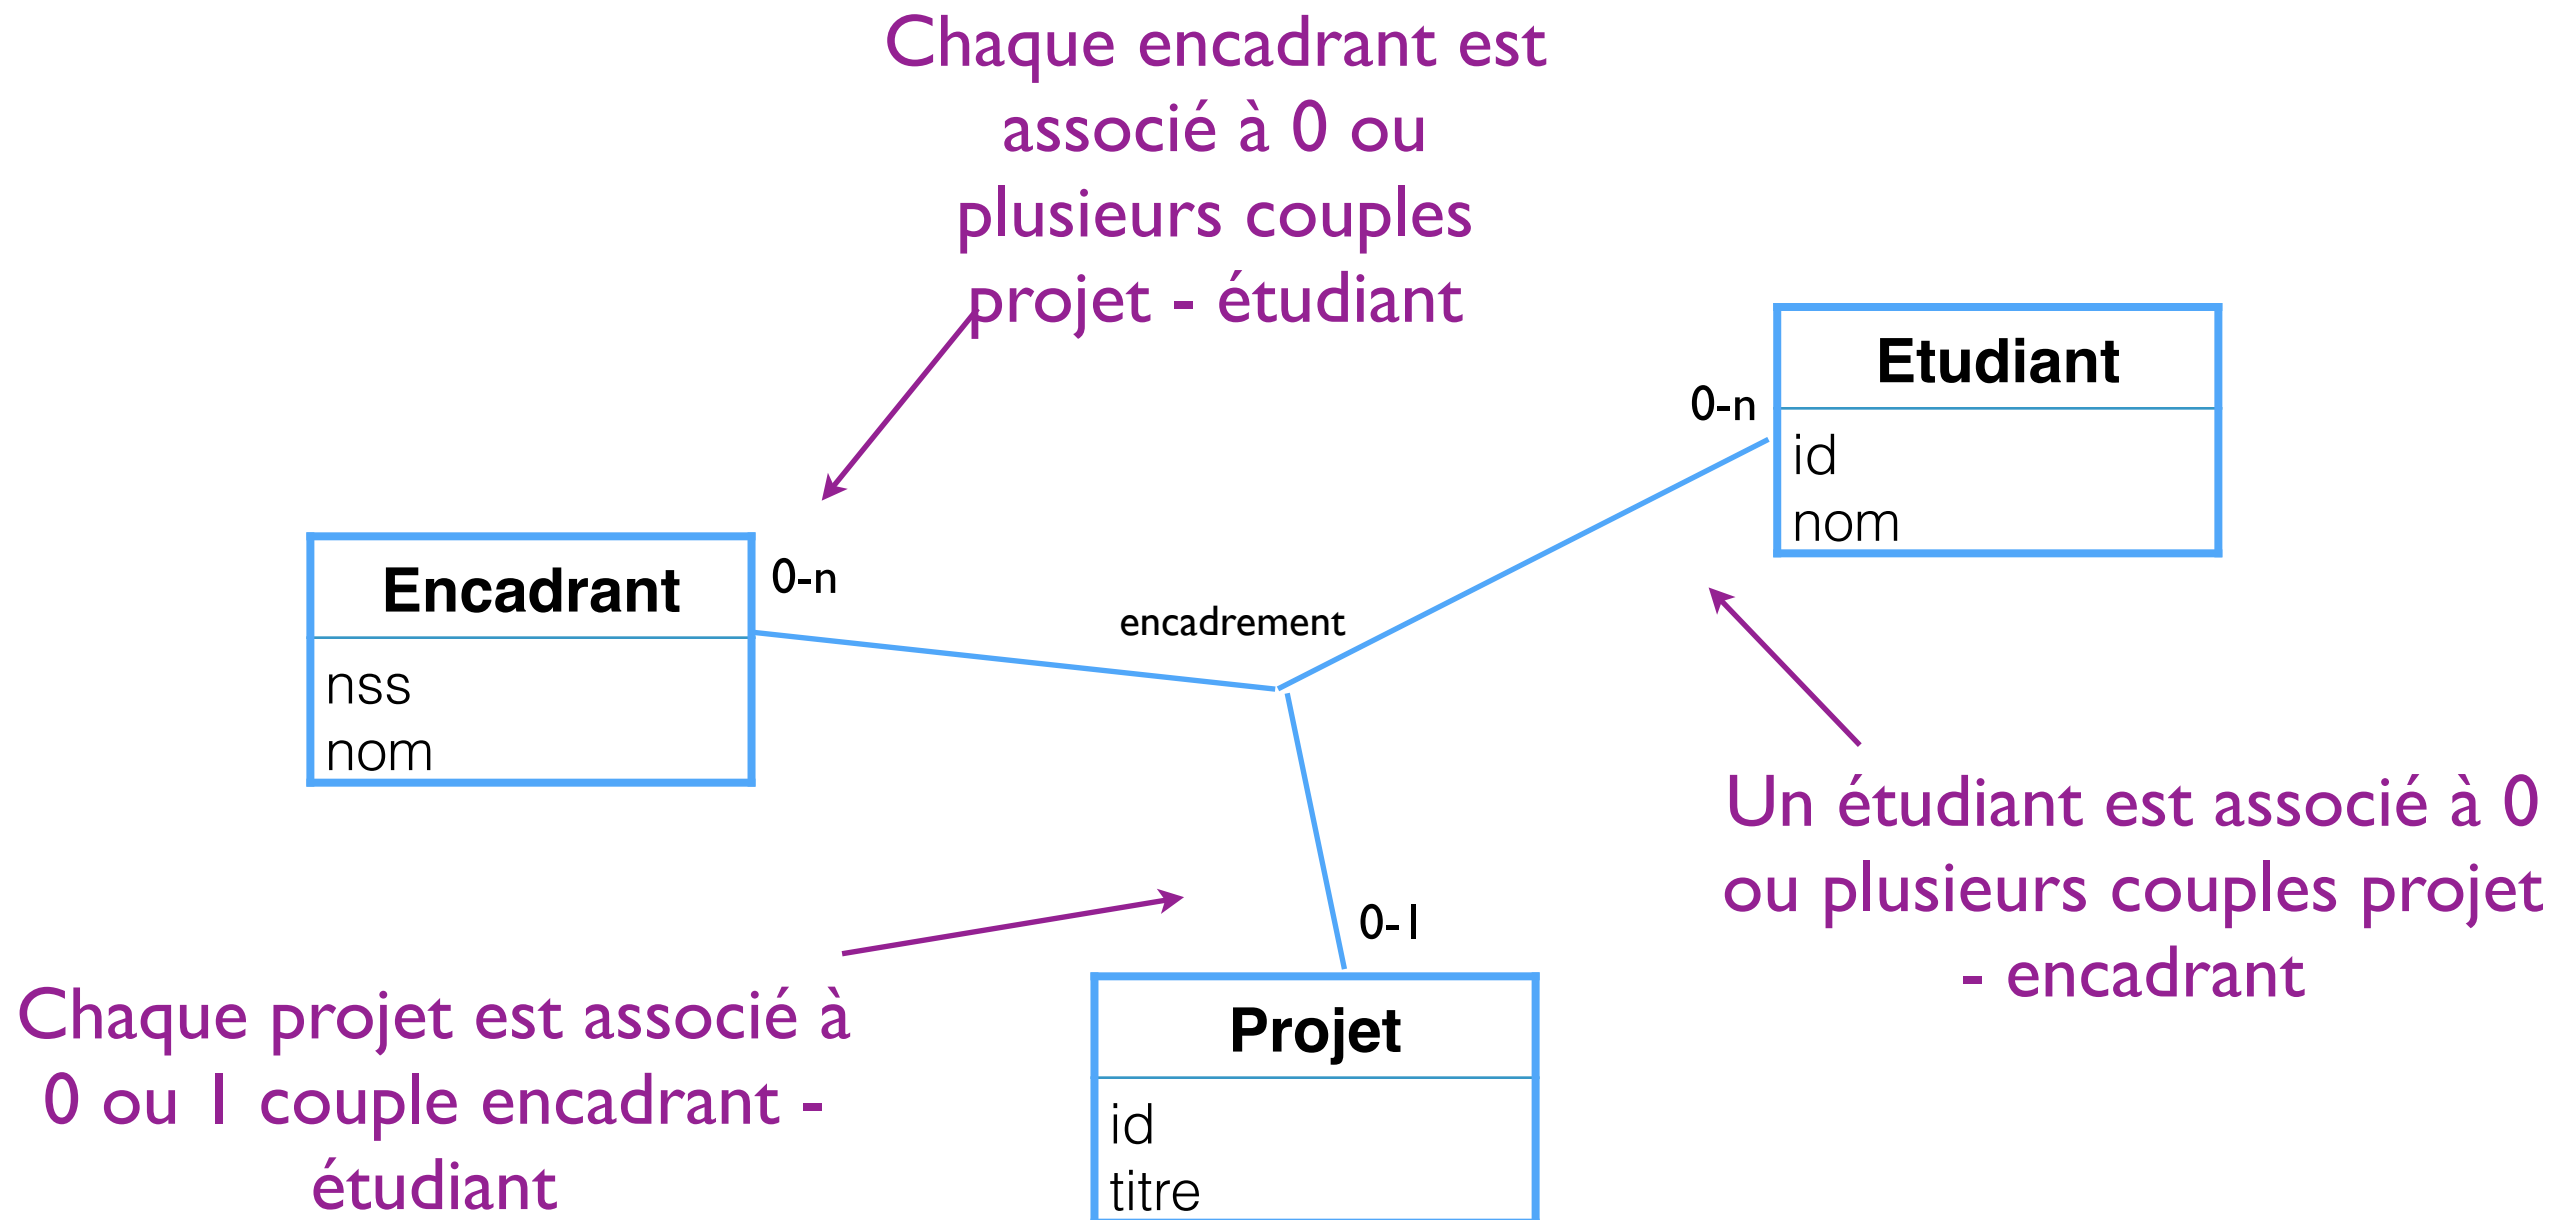 Chaque encadrant est
associé à 0 ou
plusieurs couples
projet - étudiant
Etudiant
0-n
id
nom
Encadrant
0-n
nss
nom
encadrement
Un étudiant est associé à 0
ou plusieurs couples projet
- encadrant
0-1
Chaque projet est associé à
0 ou 1 couple encadrant -
étudiant
Projet
id
titre